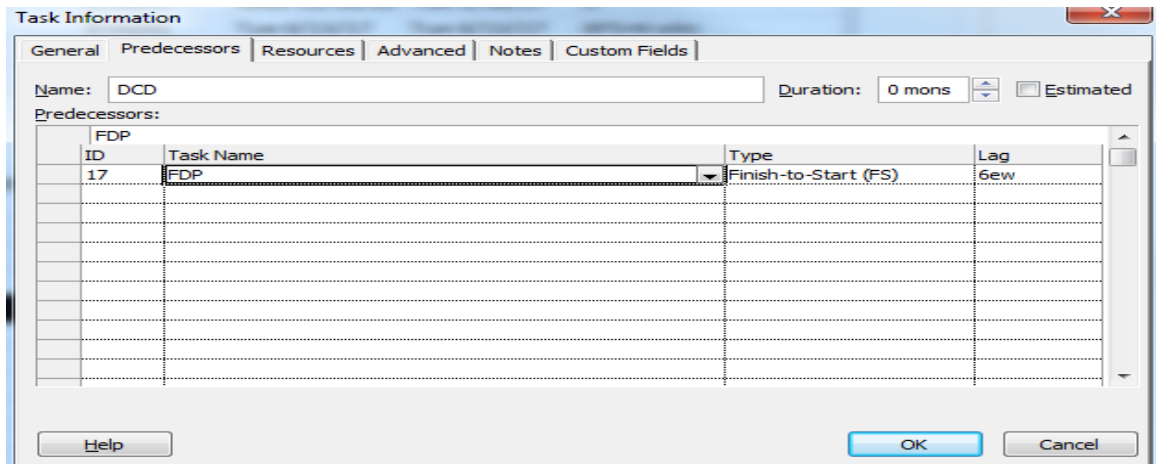 Task Information
General Predecessors Resources Advanced Notes Custom Fields
Name: DCD Duration: 0 mons Estimated
Predecessors:
FDP
ID Task Name Type Lag
17 FDP Finish-to-Start (FS) 6ew
Help OK Cancel